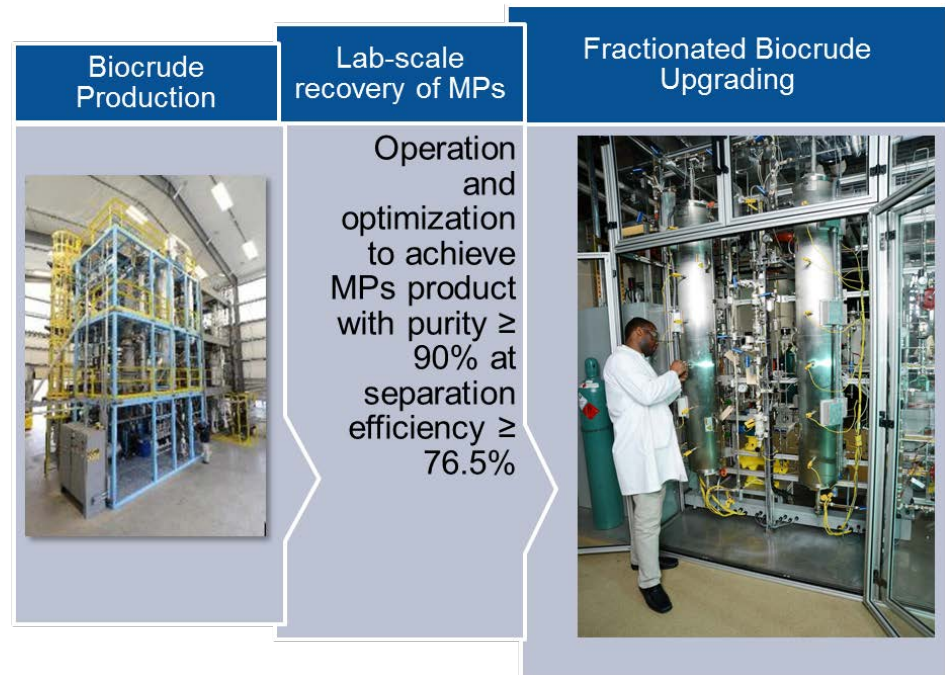 Biocrude
Production
Lab-scale
recovery of MPs
Operation
and
optimization
to achieve
MPs product
with purity ≥
90% at
separation
efficiency ≥
76.5%
Fractionated Biocrude
Upgrading